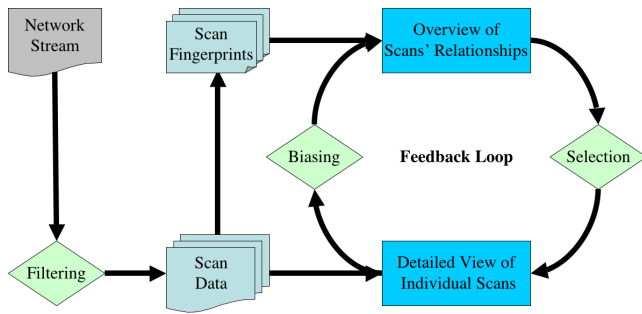 Network
Stream
Scan
Fingerprints
Overview of
Scans' Relationships
Biasing
Feedback Loop
Selection
Filtering
Scan
Data
Detailed View of
Individual Scans